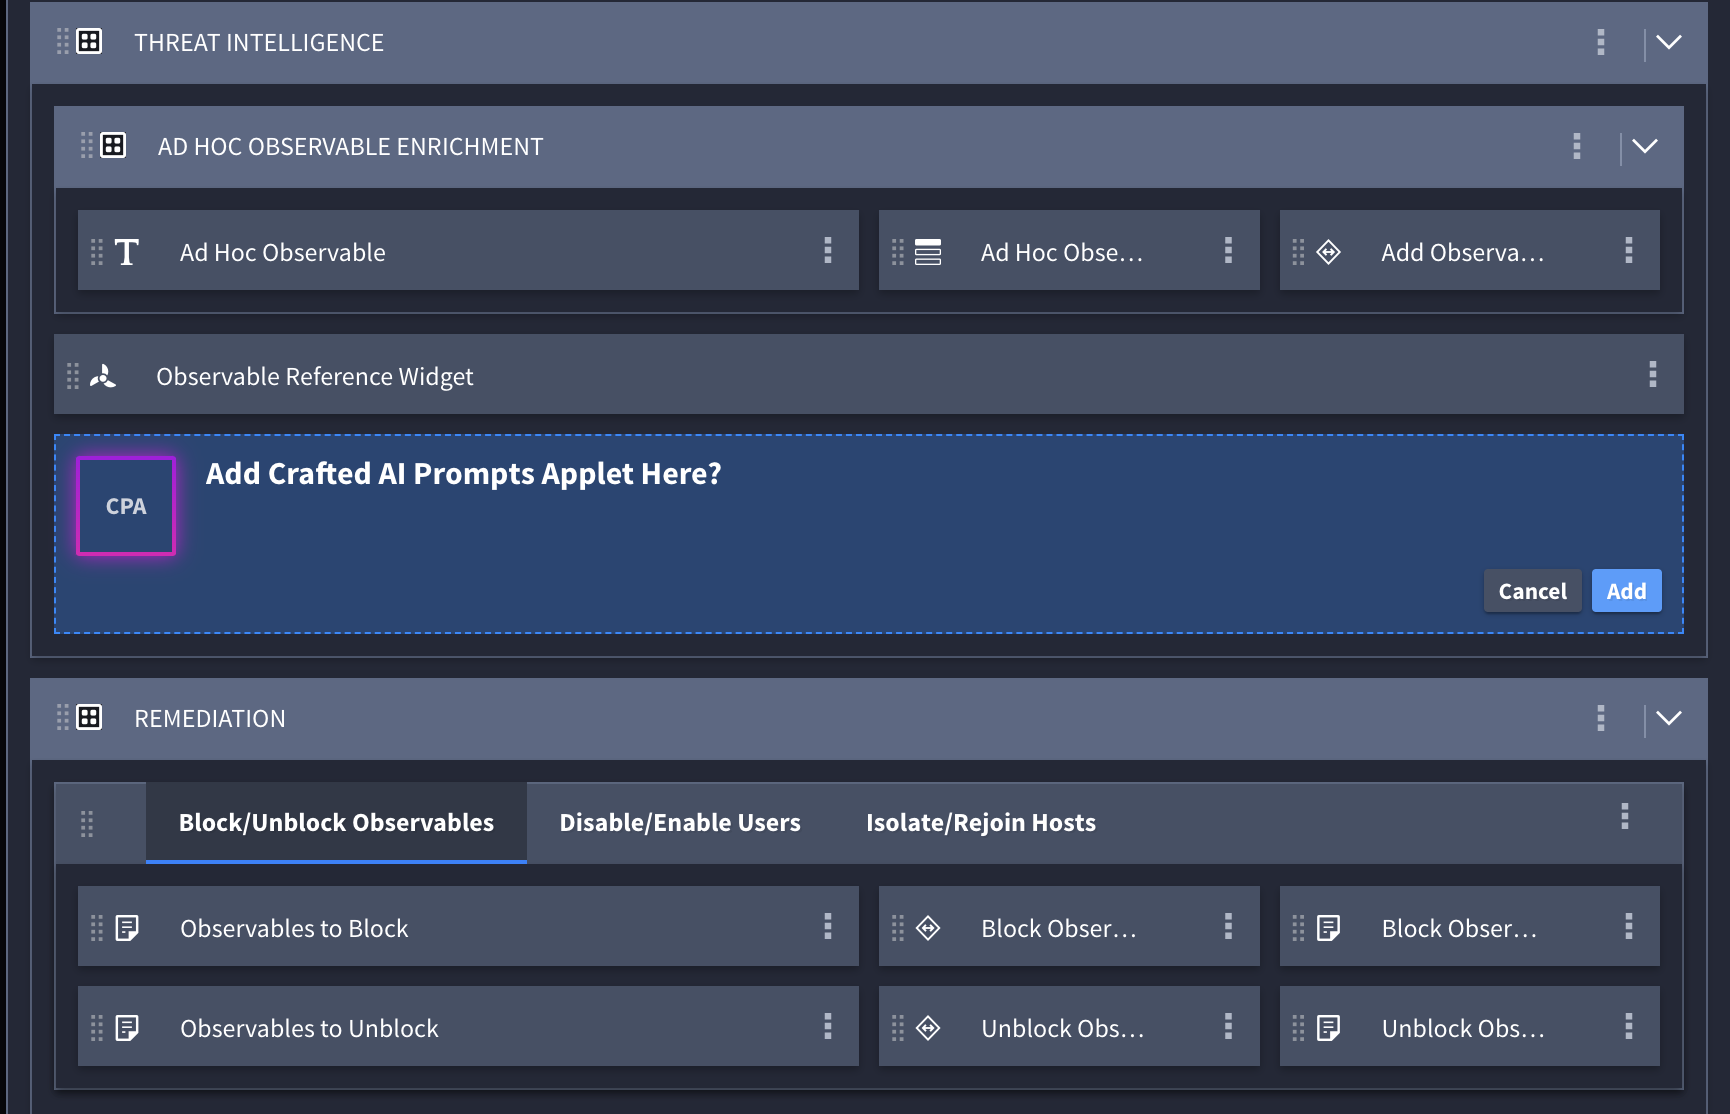 THREAT INTELLIGENCE
AD HOC OBSERVABLE ENRICHMENT
Ad Hoc Observable
Ad Hoc Obse...
Add Observa...
Observable Reference Widget
CPA
Add Crafted AI Prompts Applet Here?
Cancel
Add
REMEDIATION
Block/Unblock Observables
Disable/Enable Users
Isolate/Rejoin Hosts
Observables to Block
Block Obser...
Block Obser...
Observables to Unblock
Unblock Obs...
Unblock Obs...